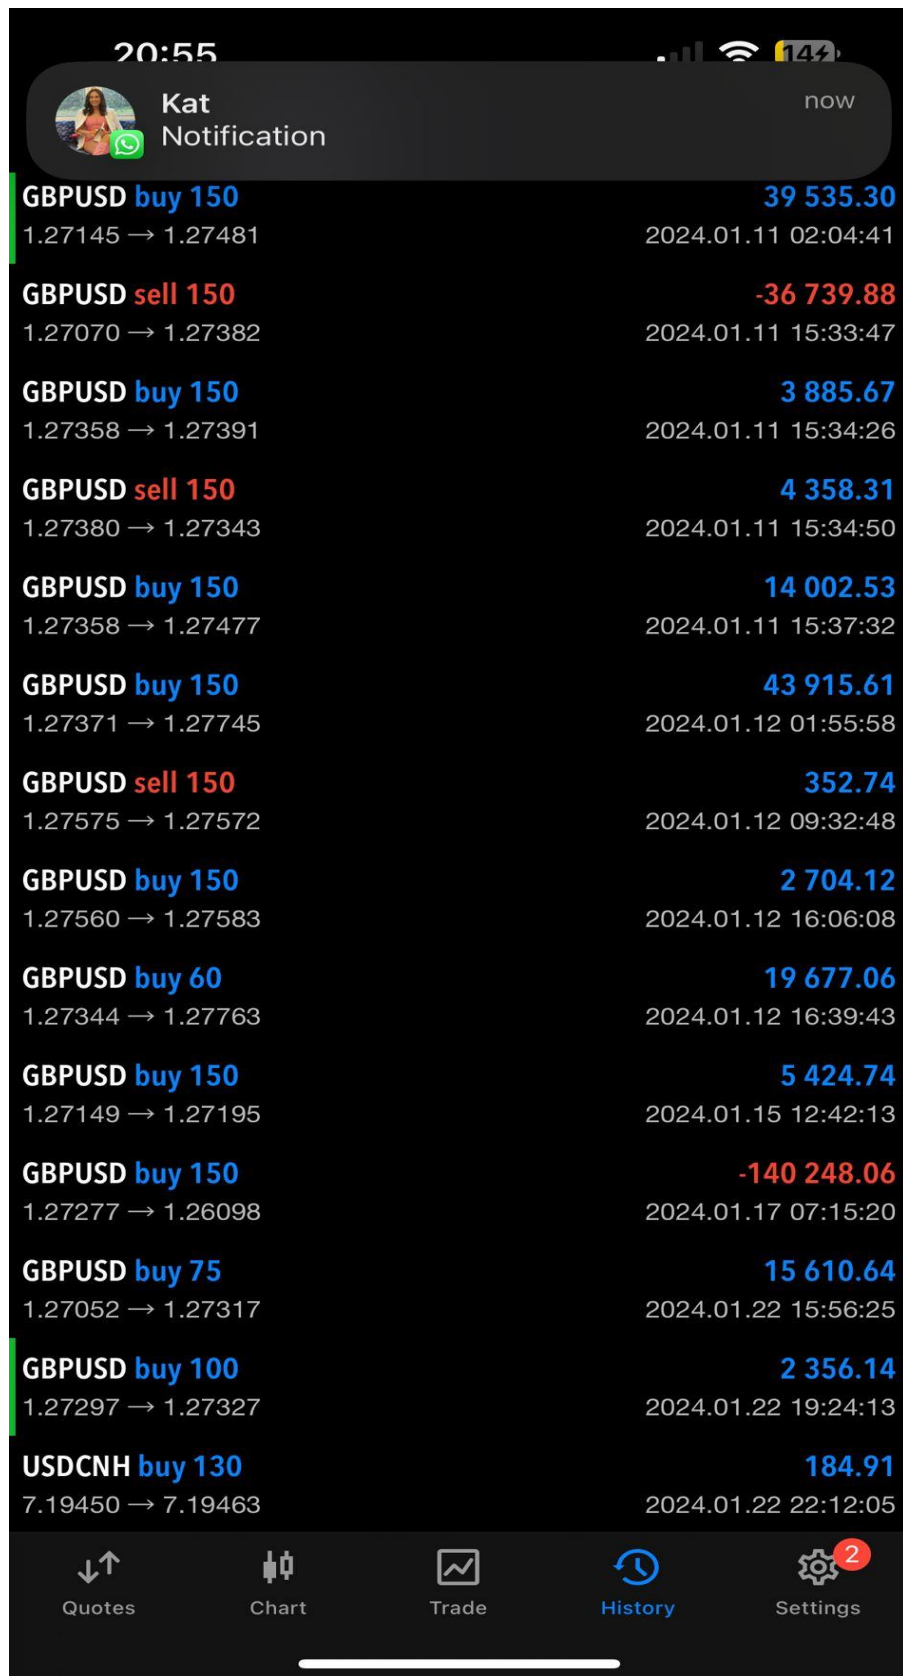 20:55
14
Kat
now
Notification
GBPUSD buy 150 39 535.30
1.27145 → 1.27481 2024.01.11 02:04:41
GBPUSD sell 150 -36 739.88
1.27070 → 1.27382 2024.01.11 15:33:47
GBPUSD buy 150 3 885.67
1.27358 → 1.27391 2024.01.11 15:34:26
GBPUSD sell 150 4 358.31
1.27380 → 1.27343 2024.01.11 15:34:50
GBPUSD buy 150 14 002.53
1.27358 → 1.27477 2024.01.11 15:37:32
GBPUSD buy 150 43 915.61
1.27371 → 1.27745 2024.01.12 01:55:58
GBPUSD sell 150 352.74
1.27575 → 1.27572 2024.01.12 09:32:48
GBPUSD buy 150 2 704.12
1.27560 → 1.27583 2024.01.12 16:06:08
GBPUSD buy 60 19 677.06
1.27344 → 1.27763 2024.01.12 16:39:43
GBPUSD buy 150 5 424.74
1.27149 → 1.27195 2024.01.15 12:42:13
GBPUSD buy 150 -140 248.06
1.27277 → 1.26098 2024.01.17 07:15:20
GBPUSD buy 75 15 610.64
1.27052 → 1.27317 2024.01.22 15:56:25
GBPUSD buy 100 2 356.14
1.27297 → 1.27327 2024.01.22 19:24:13
USDCNH buy 130 184.91
7.19450 → 7.19463 2024.01.22 22:12:05
2
Quotes Chart Trade History Settings